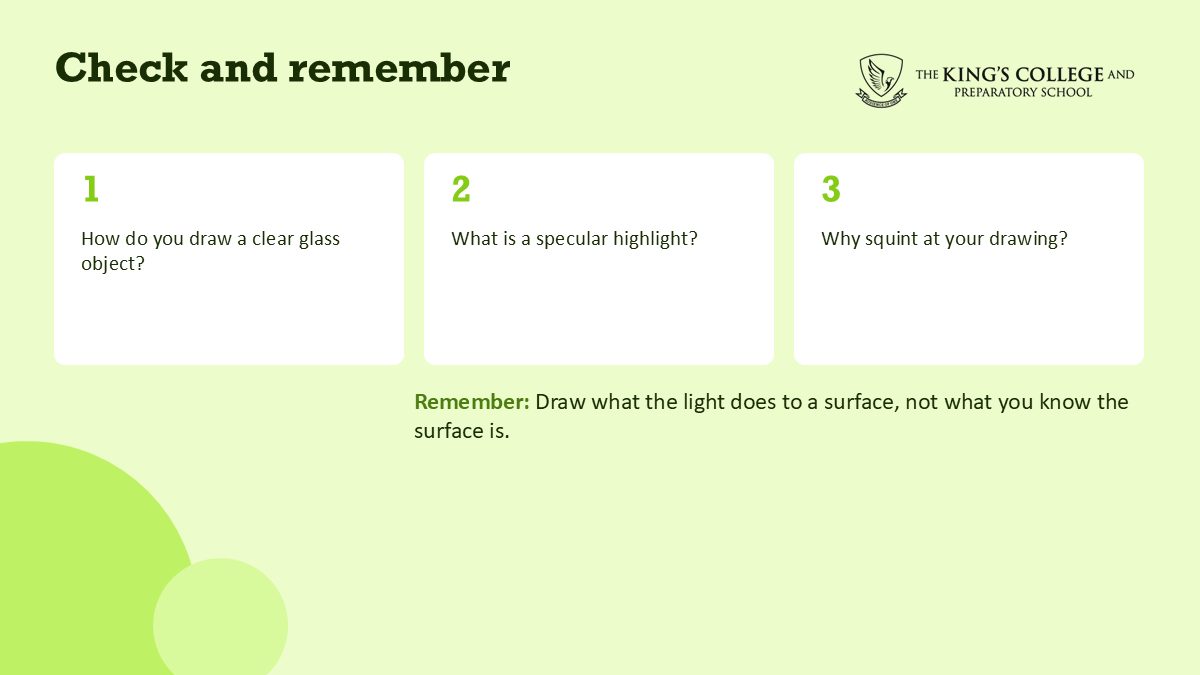 Check and remember
THE KING'S COLLEGE AND
PREPARATORY SCHOOL
1
How do you draw a clear glass
object?
2
What is a specular highlight?
3
Why squint at your drawing?
Remember: Draw what the light does to a surface, not what you know the
surface is.